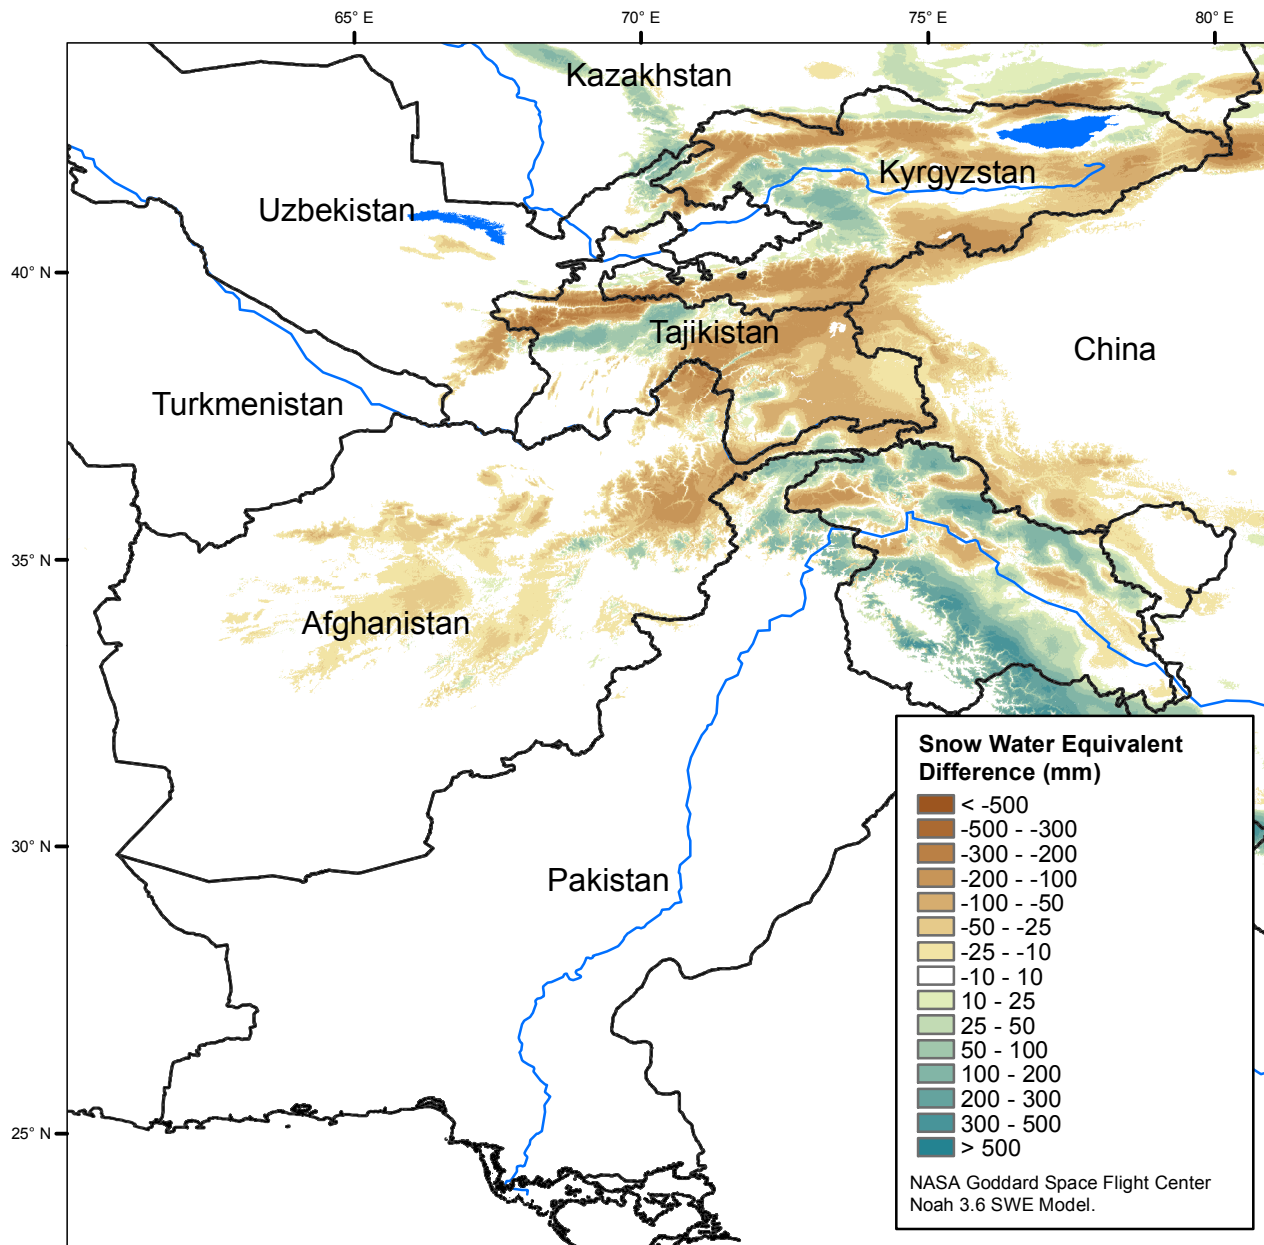 65° E
70° E
75° E
80° E
Kazakhstan
Kyrgyzstan
Uzbekistan
40° N
Tajikistan
China
Turkmenistan
35° N
Afghanistan
Snow Water Equivalent
Difference (mm)
< -500
-500 - -300
30° N
-300 - -200
Pakistan
-200 - -100
-100 - -50
-50 - -25
-25 - -10
-10 - 10
10 - 25
25 - 50
50 - 100
100 - 200
200 - 300
300 - 500
25° N
> 500
NASA Goddard Space Flight Center
Noah 3.6 SWE Model.